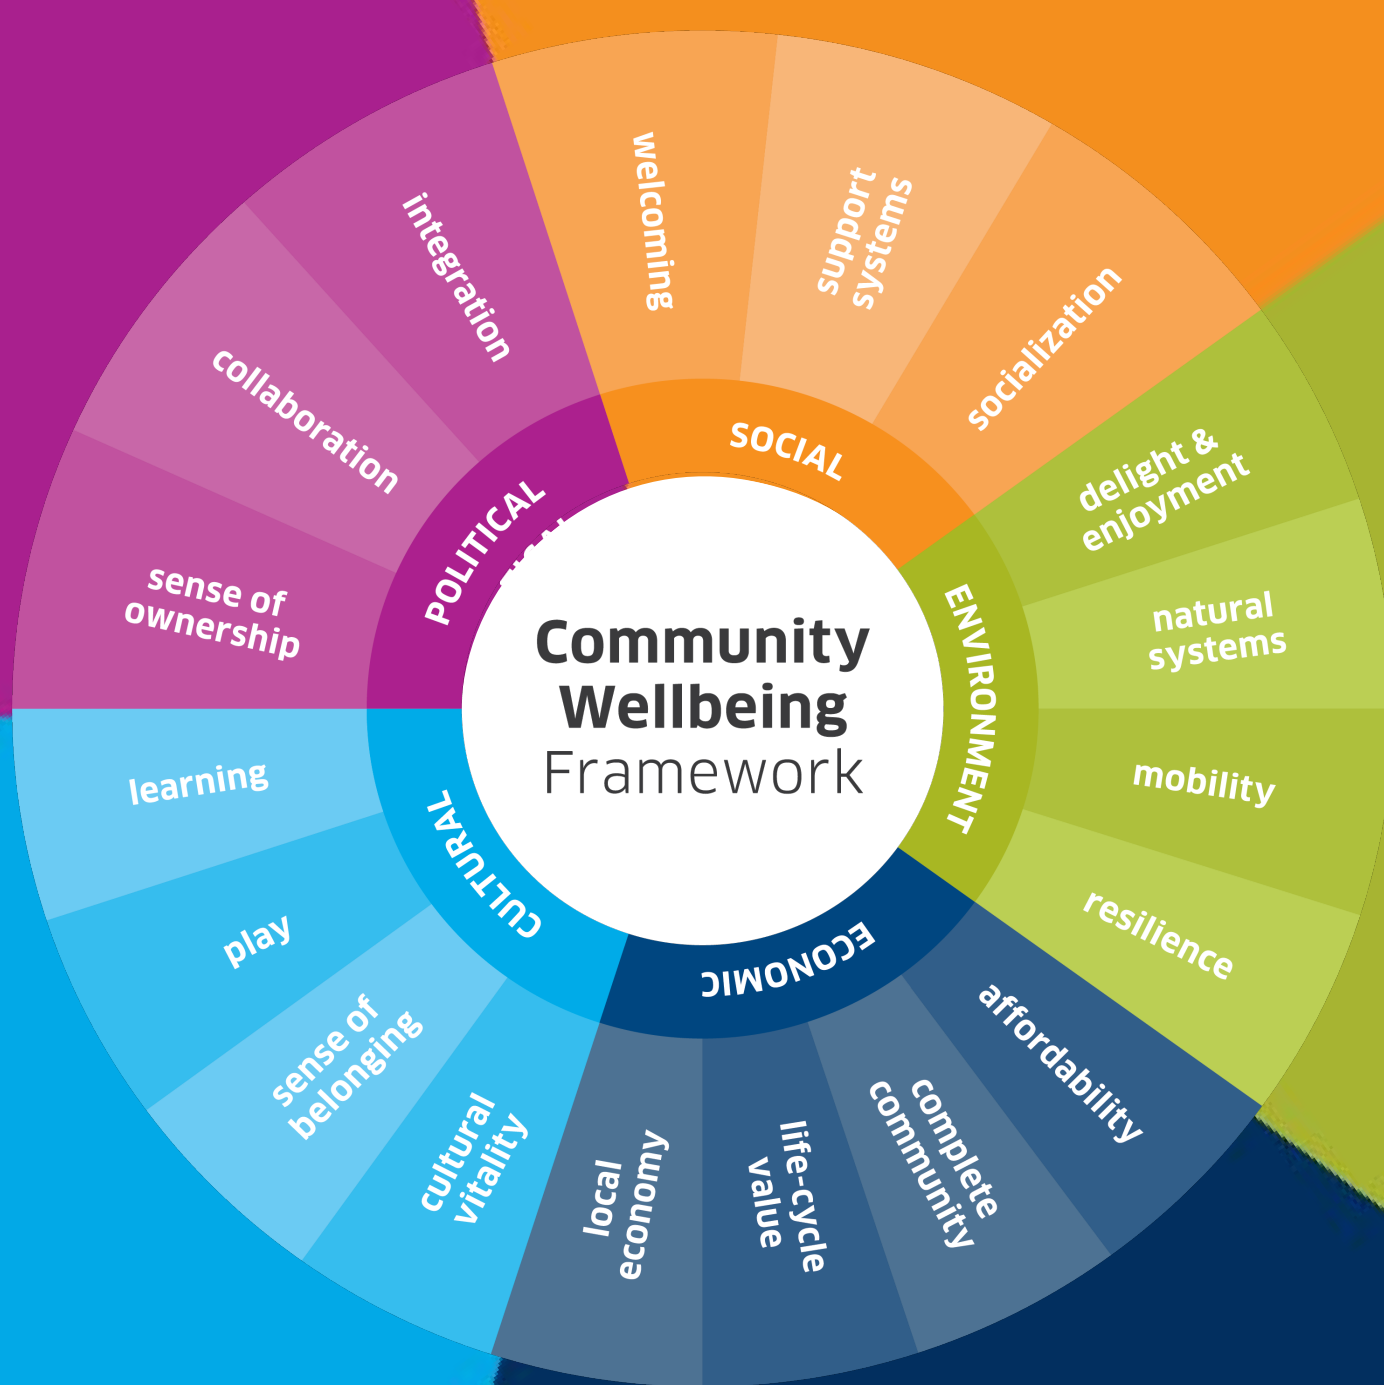 Community
Wellbeing
Framework
SOCIAL
welcoming
support
systems
socialization
ENVIRONMENT
delight &
enjoyment
natural
systems
mobility
resilience
ECONOMIC
affordability
complete
community
life-cycle
value
local
economy
CULTURAL
cultural
vitality
sense of
belonging
play
learning
POLITICAL
sense of
ownership
collaboration
integration